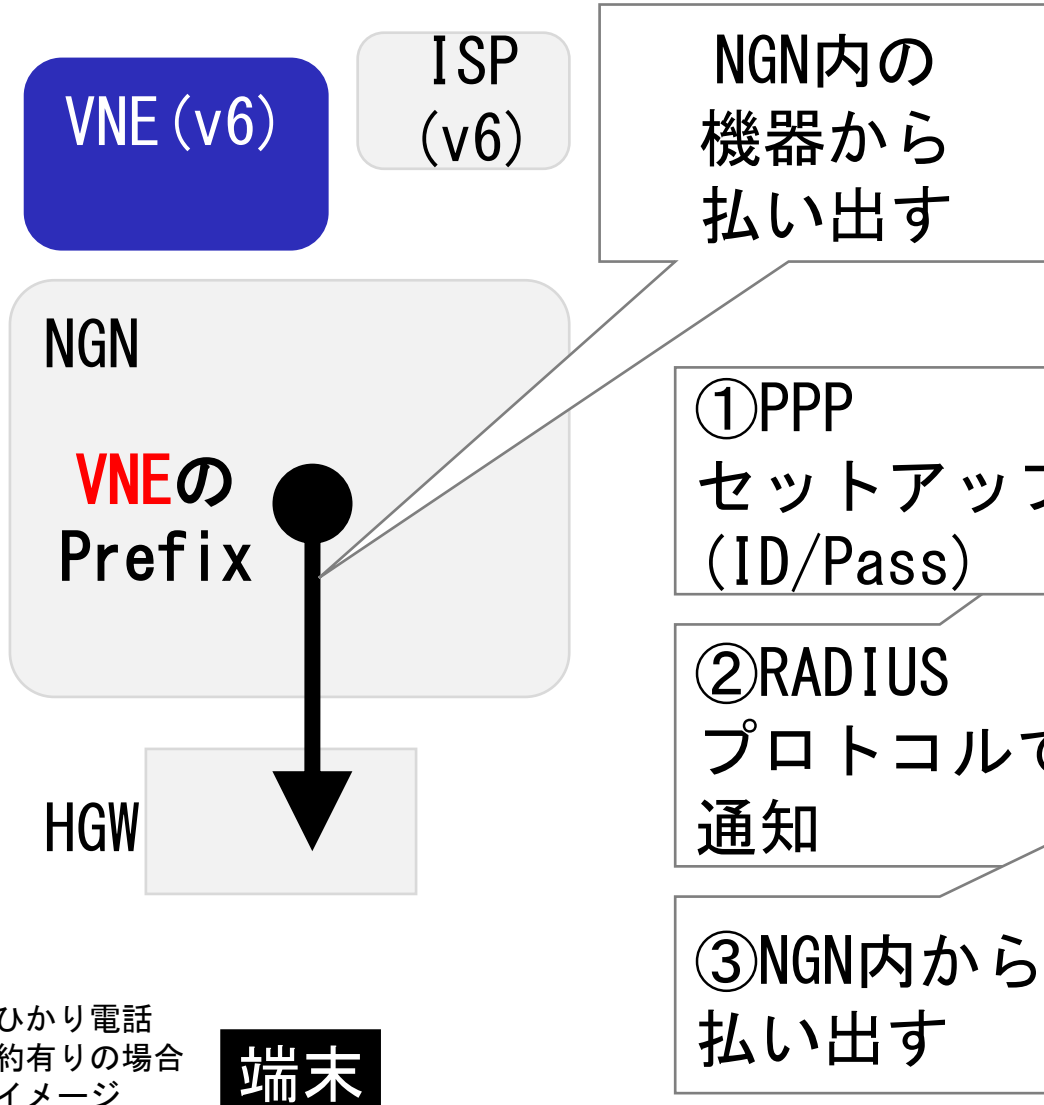 VNE(v6)
ISP
(v6)
NGN内の
機器から
払い出す
NGN
VNEの
Prefix
HGW
①PPP
セットアップ
(ID/Pass)
②RADIUS
プロトコルで
通知
③NGN内から
払い出す
ひかり電話
約有りの場合
イメージ
端末